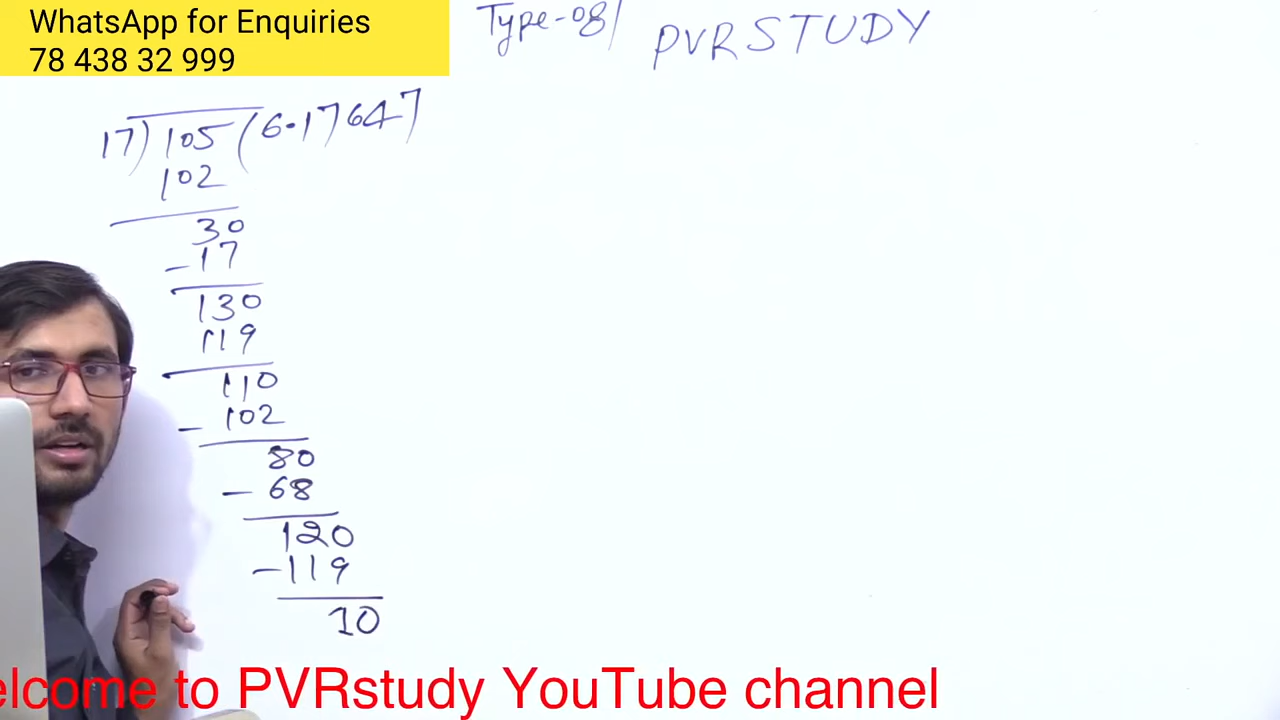 WhatsApp for Enquiries
78 438 32 999
Type-08/ PVRSTUDY
17) 105 (6.17647
102
30
-17
130
119
110
-102
80
-68
120
-119
10
elcome to PVRstudy YouTube channel